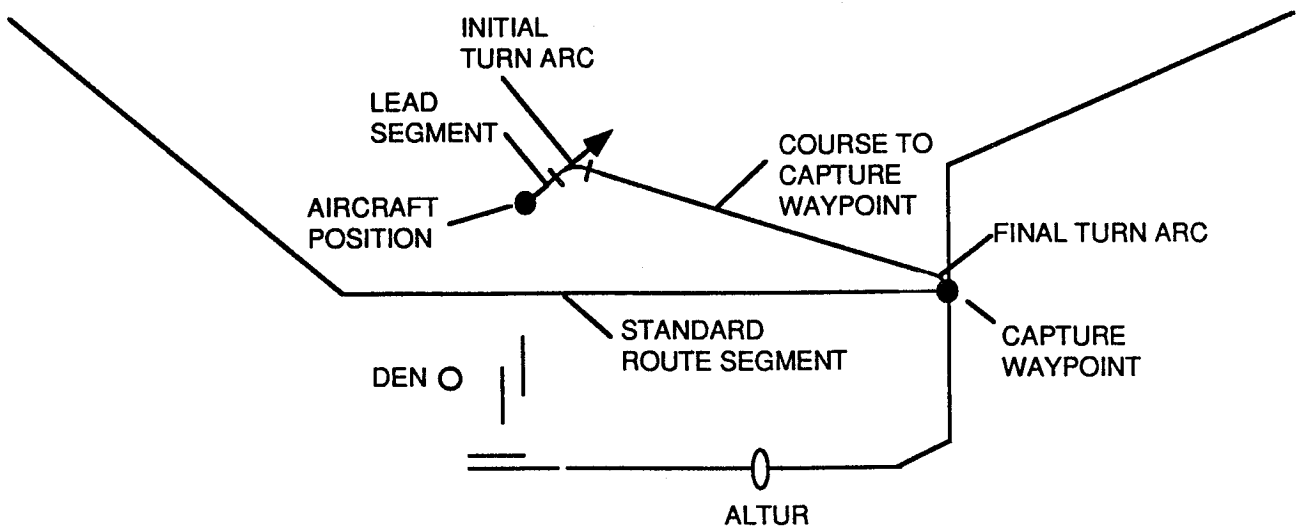 INITIAL
TURN ARC
LEAD
SEGMENT
COURSE TO
CAPTURE
WAYPOINT
AIRCRAFT
POSITION
FINAL TURN ARC
STANDARD
ROUTE SEGMENT
CAPTURE
WAYPOINT
DEN
ALTUR